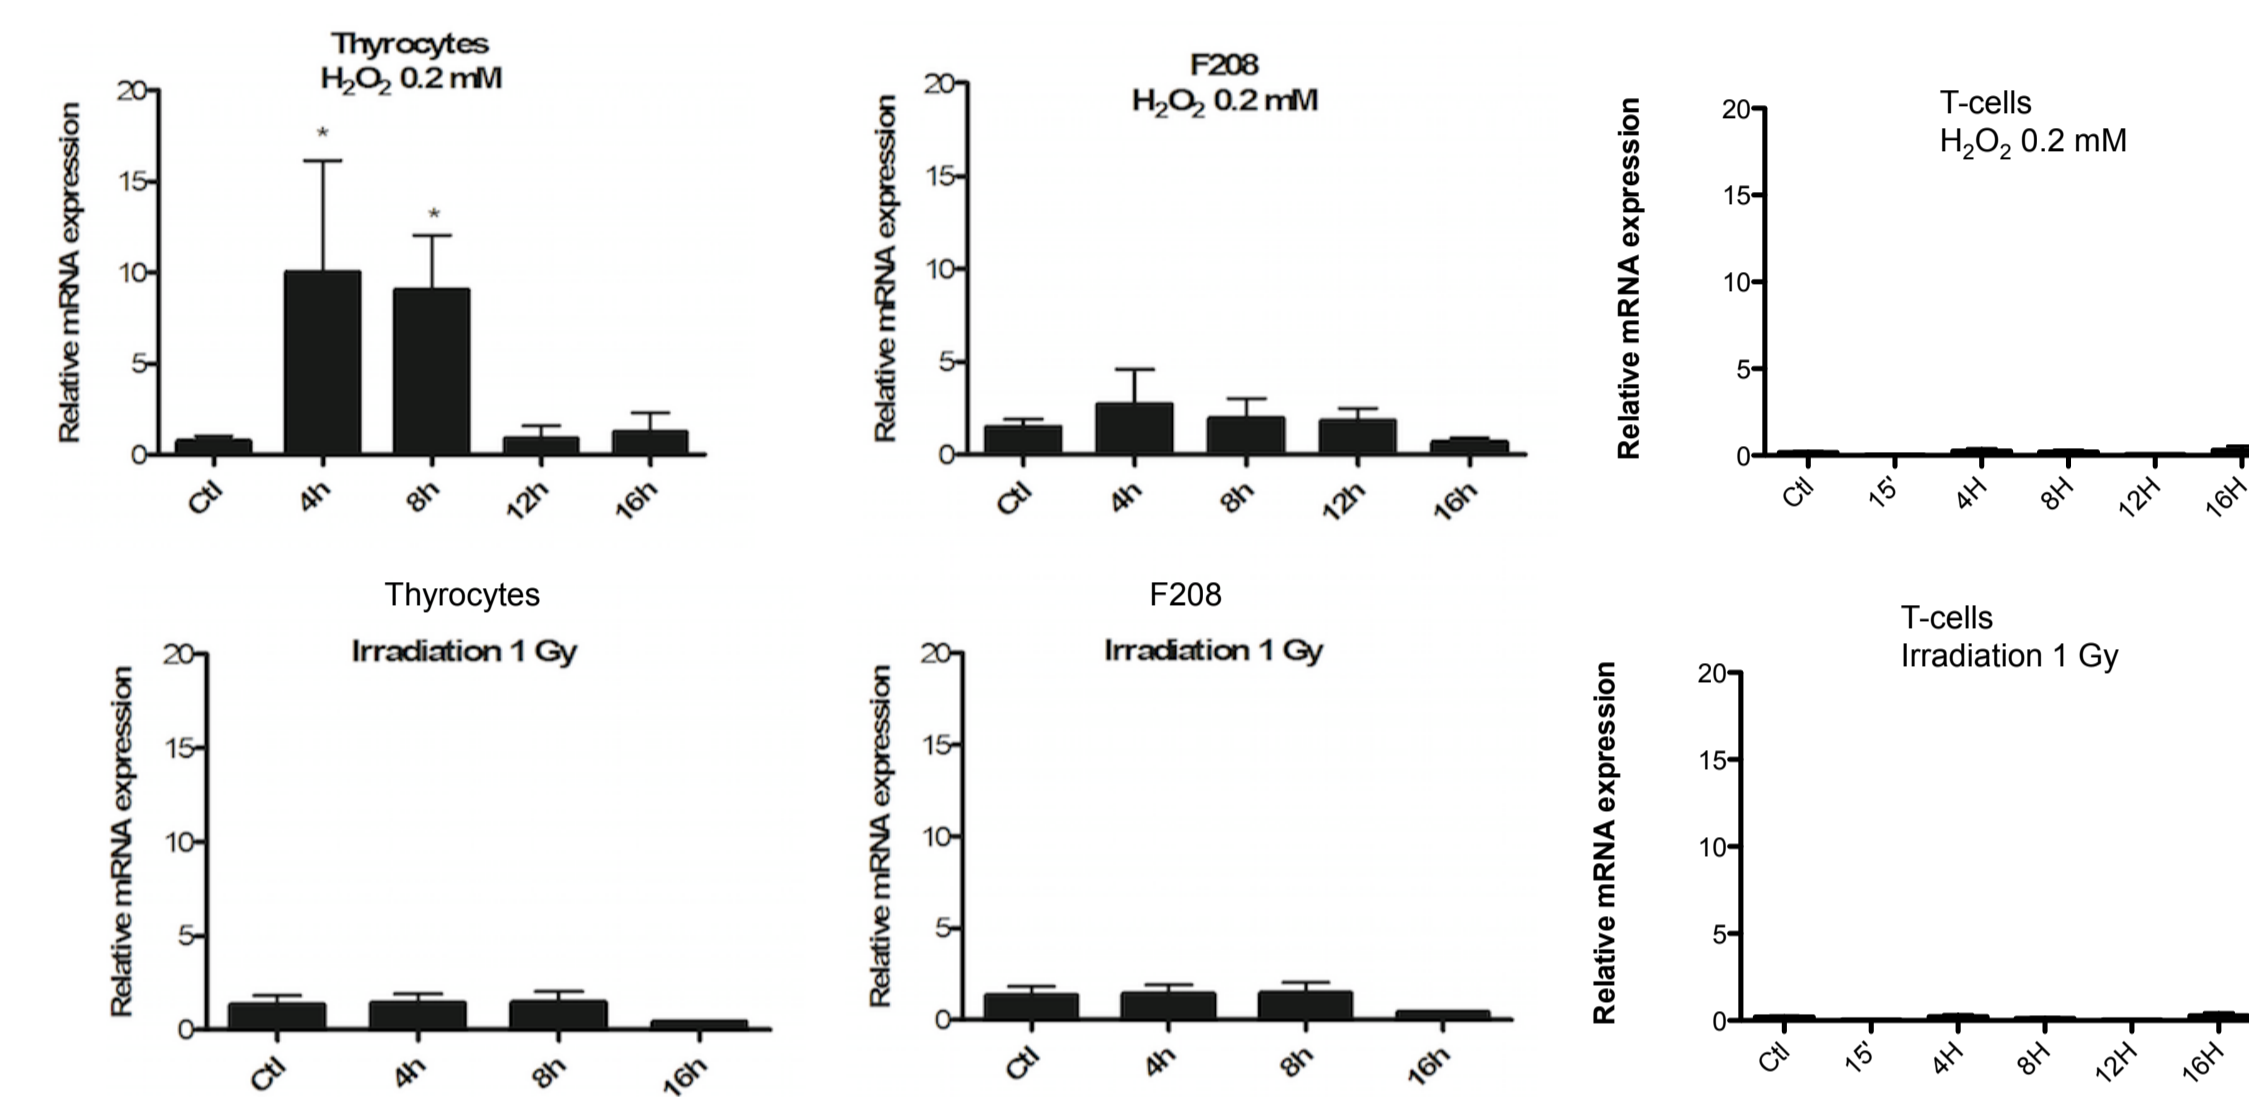 Thyrocytes
H₂O₂ 0.2 mM
Relative mRNA expression
20
15
10
5
0
*
*
Ctl
4h
8h
12h
16h
F208
H₂O₂ 0.2 mM
Relative mRNA expression
20
15
10
5
0
Ctl
4h
8h
12h
16h
T-cells
H₂O₂ 0.2 mM
Relative mRNA expression
20
15
10
5
0
Ctl
15'
4H
8H
12H
16H
Thyrocytes
Irradiation 1 Gy
Relative mRNA expression
20
15
10
5
0
Ctl
4h
8h
16h
F208
Irradiation 1 Gy
Relative mRNA expression
20
15
10
5
0
Ctl
4h
8h
16h
T-cells
Irradiation 1 Gy
Relative mRNA expression
20
15
10
5
0
Ctl
15'
4H
8H
12H
16H